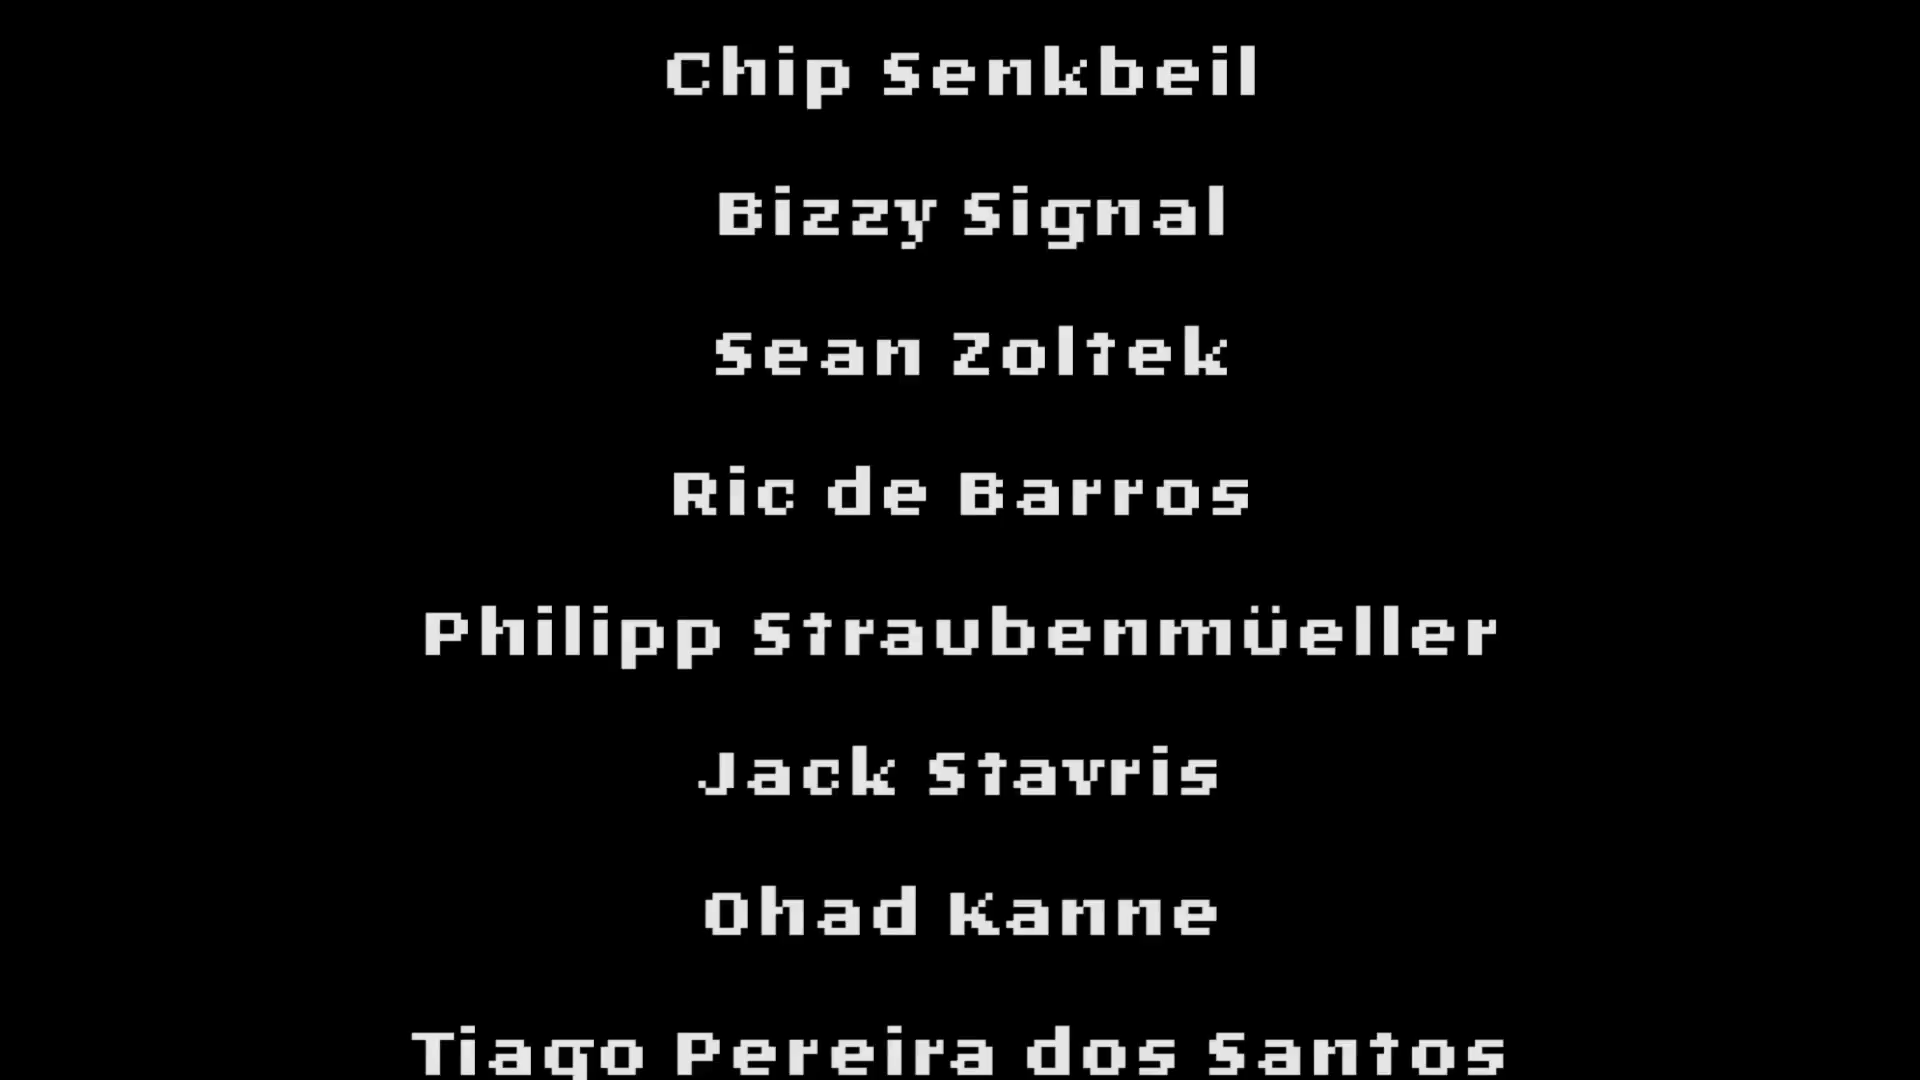 Chip Senkbeil
Bizzy Signal
Sean Zoltek
Ric de Barros
Philipp Straubenmüeller
Jack Stavris
Ohad Kanne
Tiago Pereira dos Santos